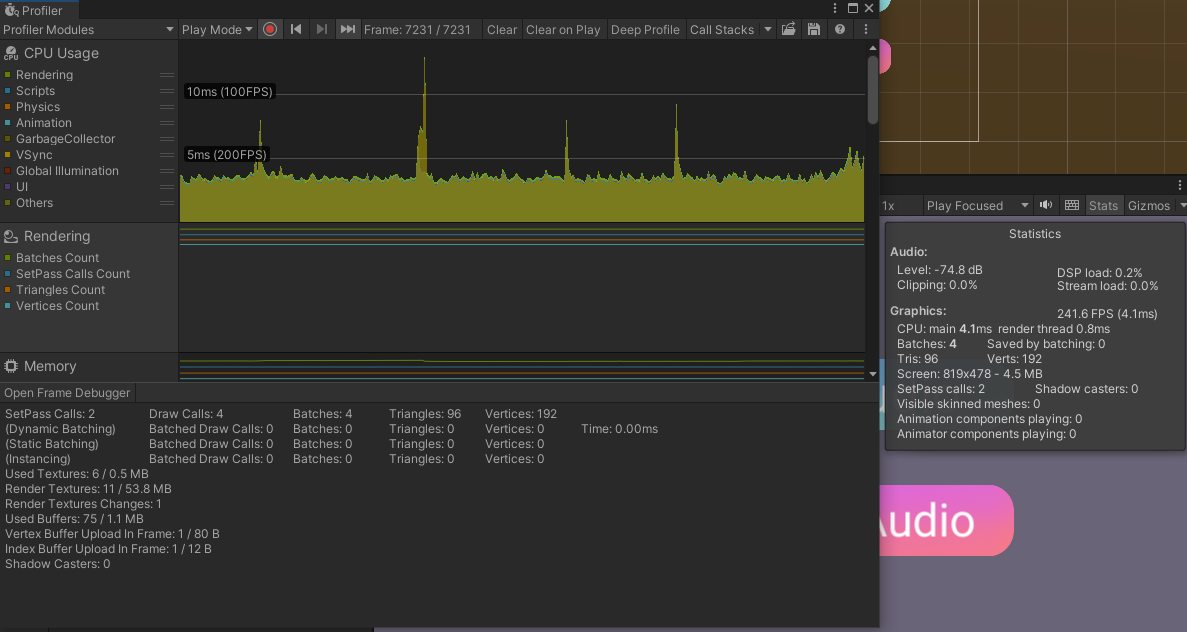 Profiler
Profiler Modules Play Mode Frame: 7231 / 7231 Clear Clear on Play Deep Profile Call Stacks
CPU
CPU Usage
Rendering
Scripts
Physics
Animation
GarbageCollector
VSync
Global Illumination
UI
Others
10ms (100FPS)
5ms (200FPS)
Rendering
Batches Count
SetPass Calls Count
Triangles Count
Vertices Count
Memory
Open Frame Debugger
SetPass Calls: 2 Draw Calls: 4 Batches: 4 Triangles: 96 Vertices: 192
(Dynamic Batching) Batched Draw Calls: 0 Batches: 0 Triangles: 0 Vertices: 0 Time: 0.00ms
(Static Batching) Batched Draw Calls: 0 Batches: 0 Triangles: 0 Vertices: 0
(Instancing) Batched Draw Calls: 0 Batches: 0 Triangles: 0 Vertices: 0
Used Textures: 6 / 0.5 MB
Render Textures: 11 / 53.8 MB
Render Textures Changes: 1
Used Buffers: 75 / 1.1 MB
Vertex Buffer Upload In Frame: 1 / 80 B
Index Buffer Upload In Frame: 1 / 12 B
Shadow Casters: 0
1x Play Focused Stats Gizmos
Statistics
Audio:
Level: -74.8 dB DSP load: 0.2%
Clipping: 0.0% Stream load: 0.0%
Graphics: 241.6 FPS (4.1ms)
CPU: main 4.1ms render thread 0.8ms
Batches: 4 Saved by batching: 0
Tris: 96 Verts: 192
Screen: 819x478 - 4.5 MB
SetPass calls: 2 Shadow casters: 0
Visible skinned meshes: 0
Animation components playing: 0
Animator components playing: 0
Audio